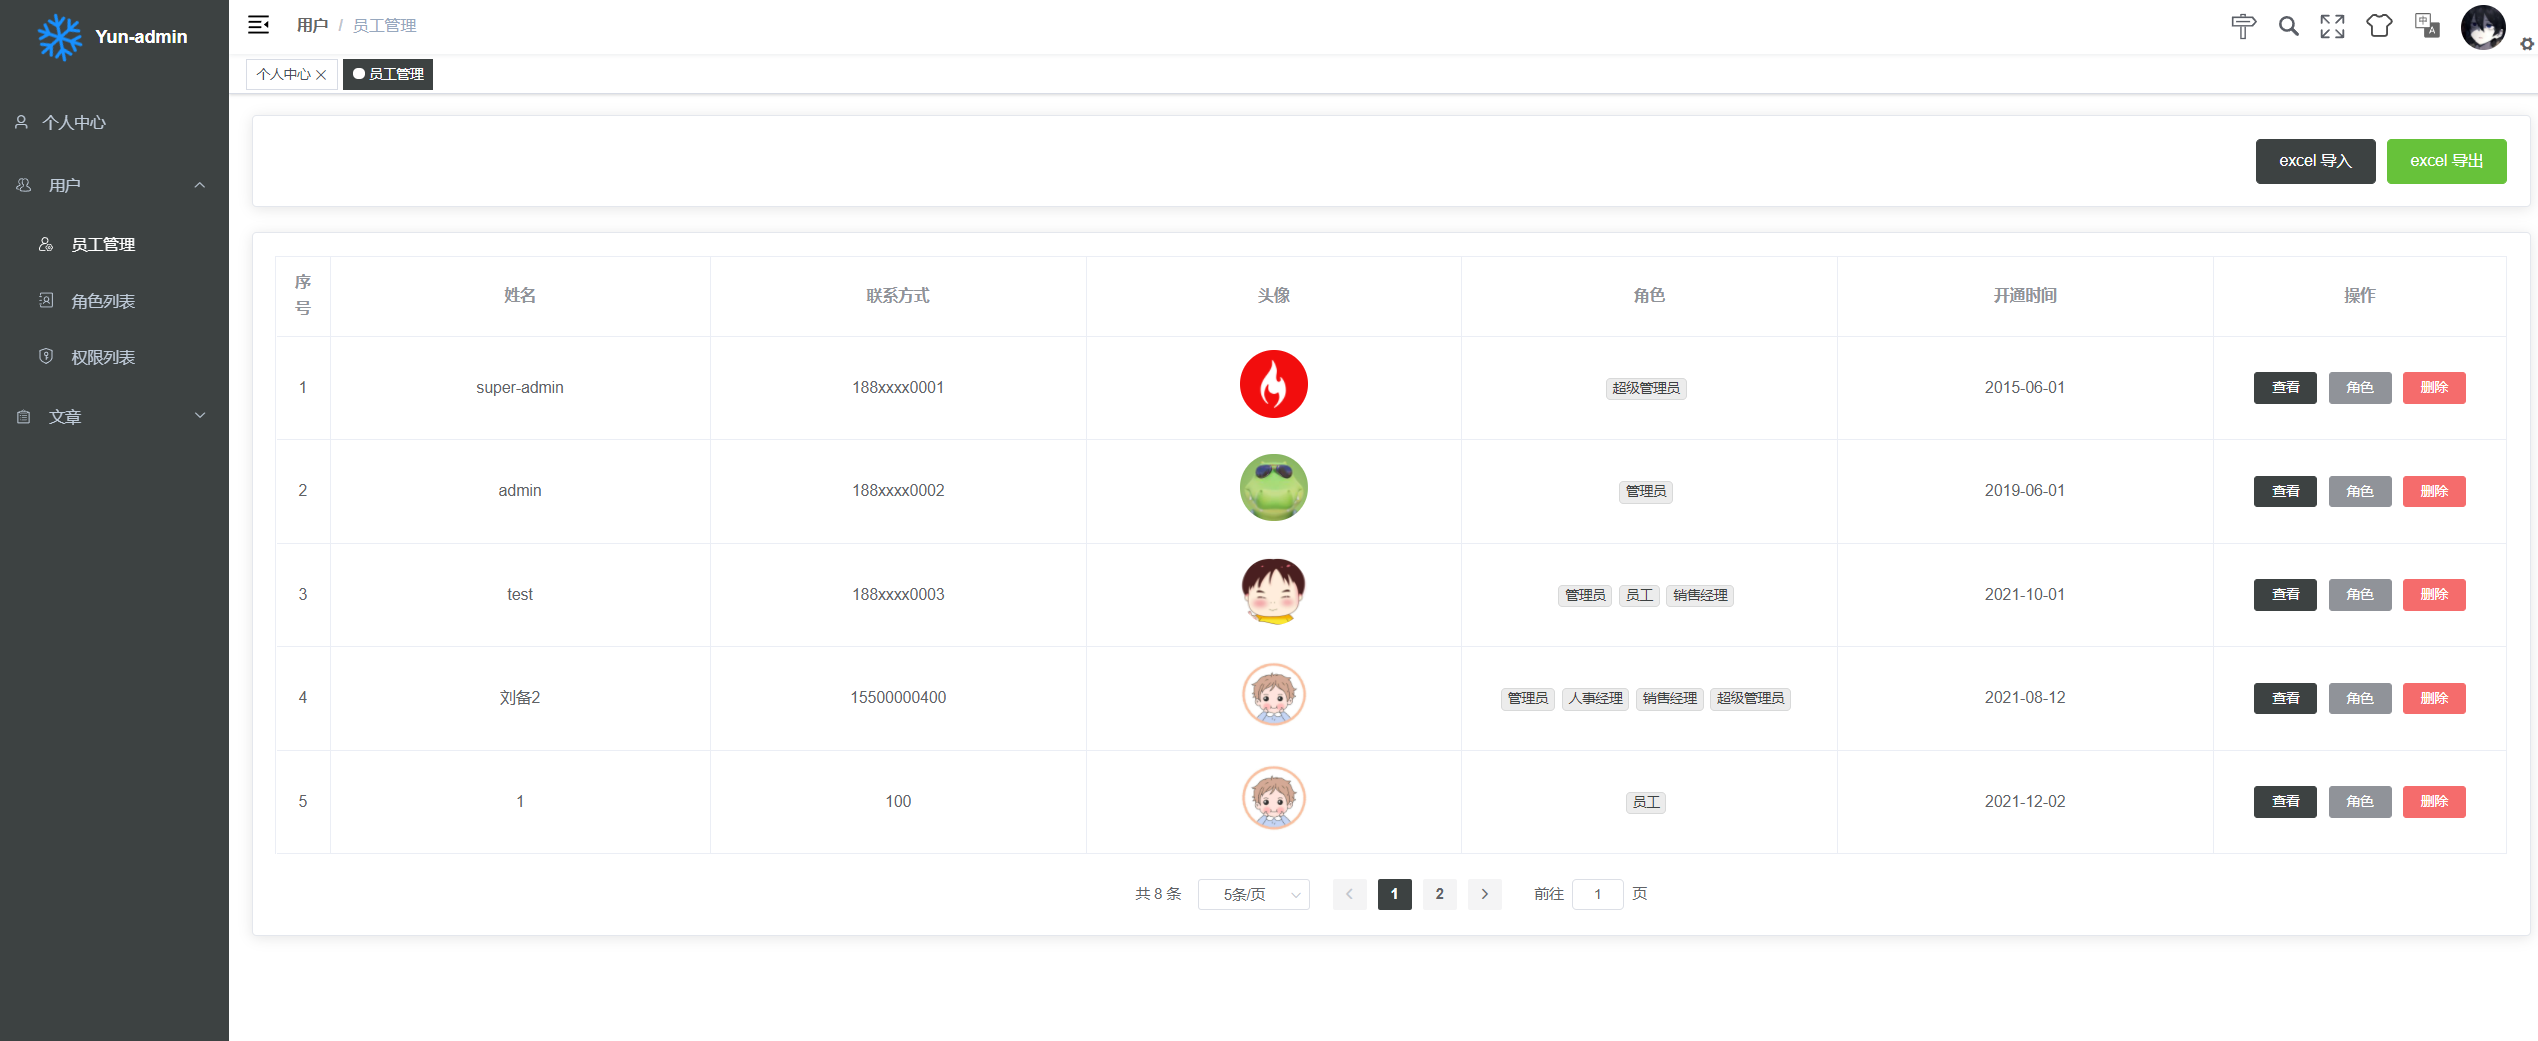 Yun-admin
用户 / 员工管理
中 A
个人中心
员工管理
个人中心
用户
员工管理
角色列表
权限列表
文章
excel 导入
excel 导出
序号 姓名 联系方式 头像 角色 开通时间 操作
1 super-admin 188xxxx0001 超级管理员 2015-06-01 查看 角色 删除
2 admin 188xxxx0002 管理员 2019-06-01 查看 角色 删除
3 test 188xxxx0003 管理员 员工 销售经理 2021-10-01 查看 角色 删除
4 刘备2 15500000400 管理员 人事经理 销售经理 超级管理员 2021-08-12 查看 角色 删除
5 1 100 员工 2021-12-02 查看 角色 删除
共 8 条 5条/页 1 2 前往 1 页